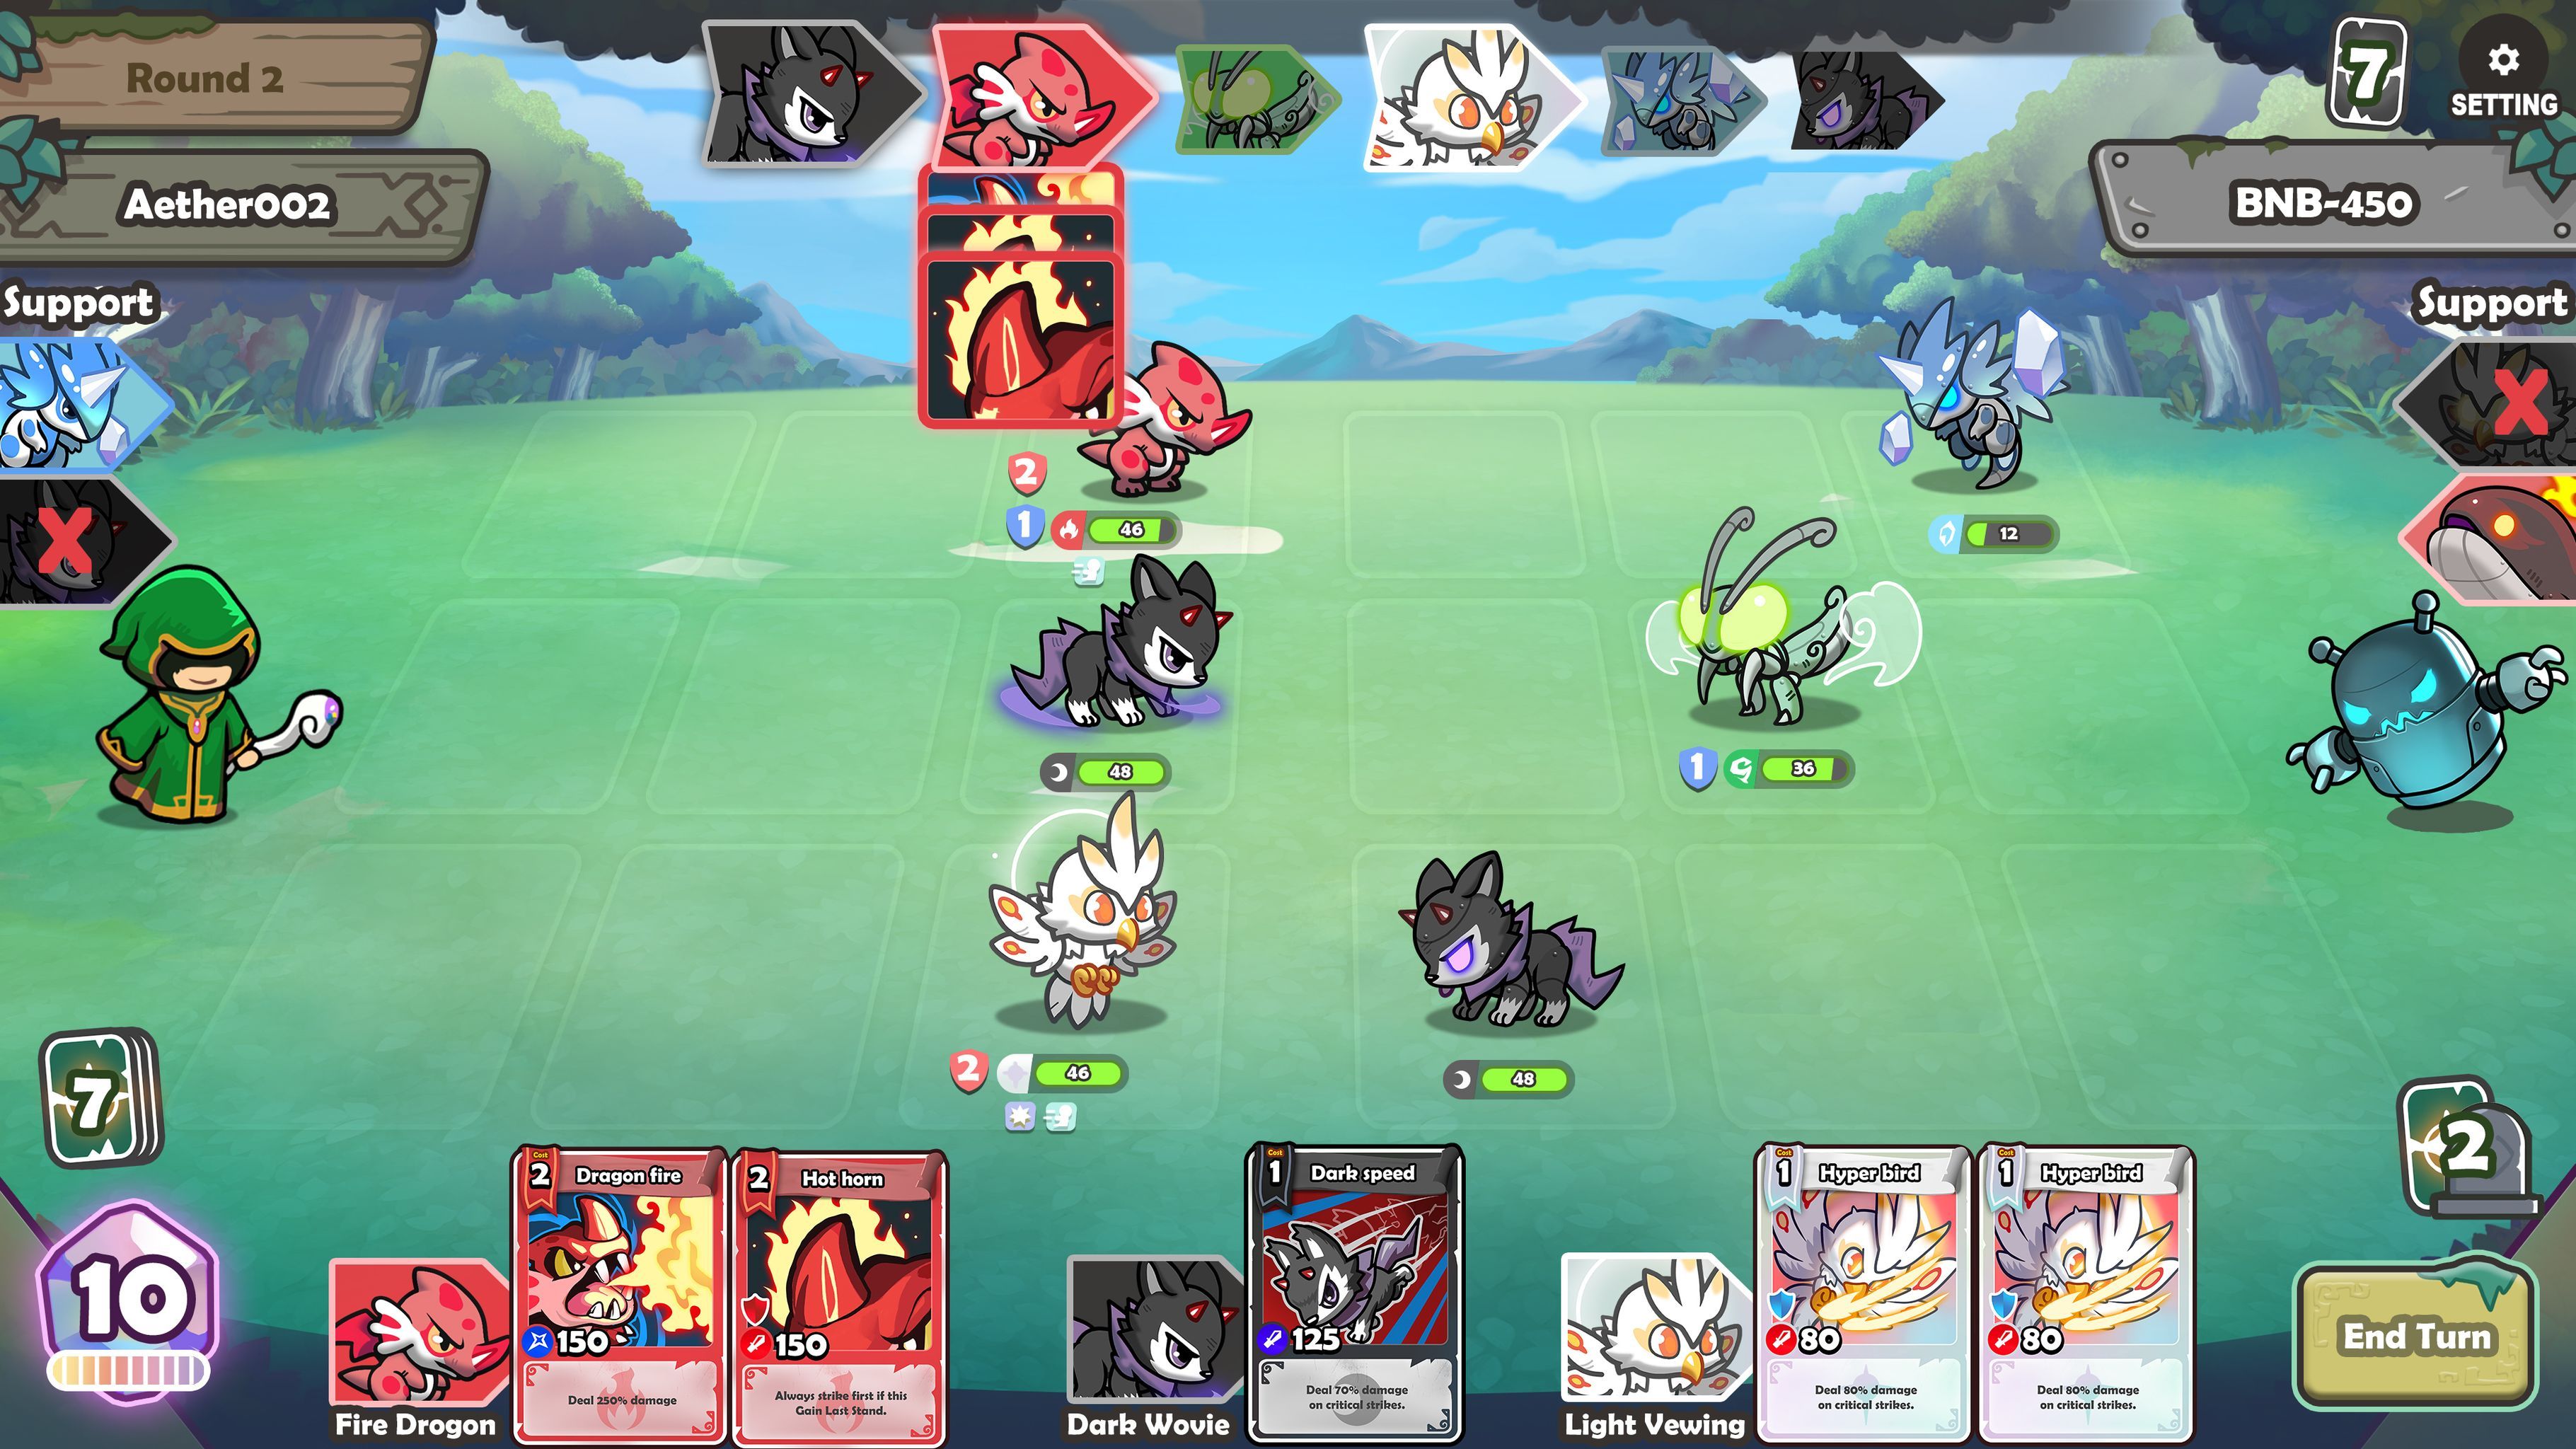 Round 2
7
SETTING
Aether002
BNB-450
Support
Support
X
X
2
1
46
12
48
1
36
2
46
48
7
2
10
Cost
2
Dragon fire
150
Deal 250% damage
2
Hot horn
150
Always strike first if this
Gain Last Stand.
Cost
1
Dark speed
125
Deal 70% damage
on critical strikes.
Cost
1
Hyper bird
80
Deal 80% damage
on critical strikes.
Cost
1
Hyper bird
80
Deal 80% damage
on critical strikes.
End Turn
Fire Drogon
Dark Wovie
Light Vewing